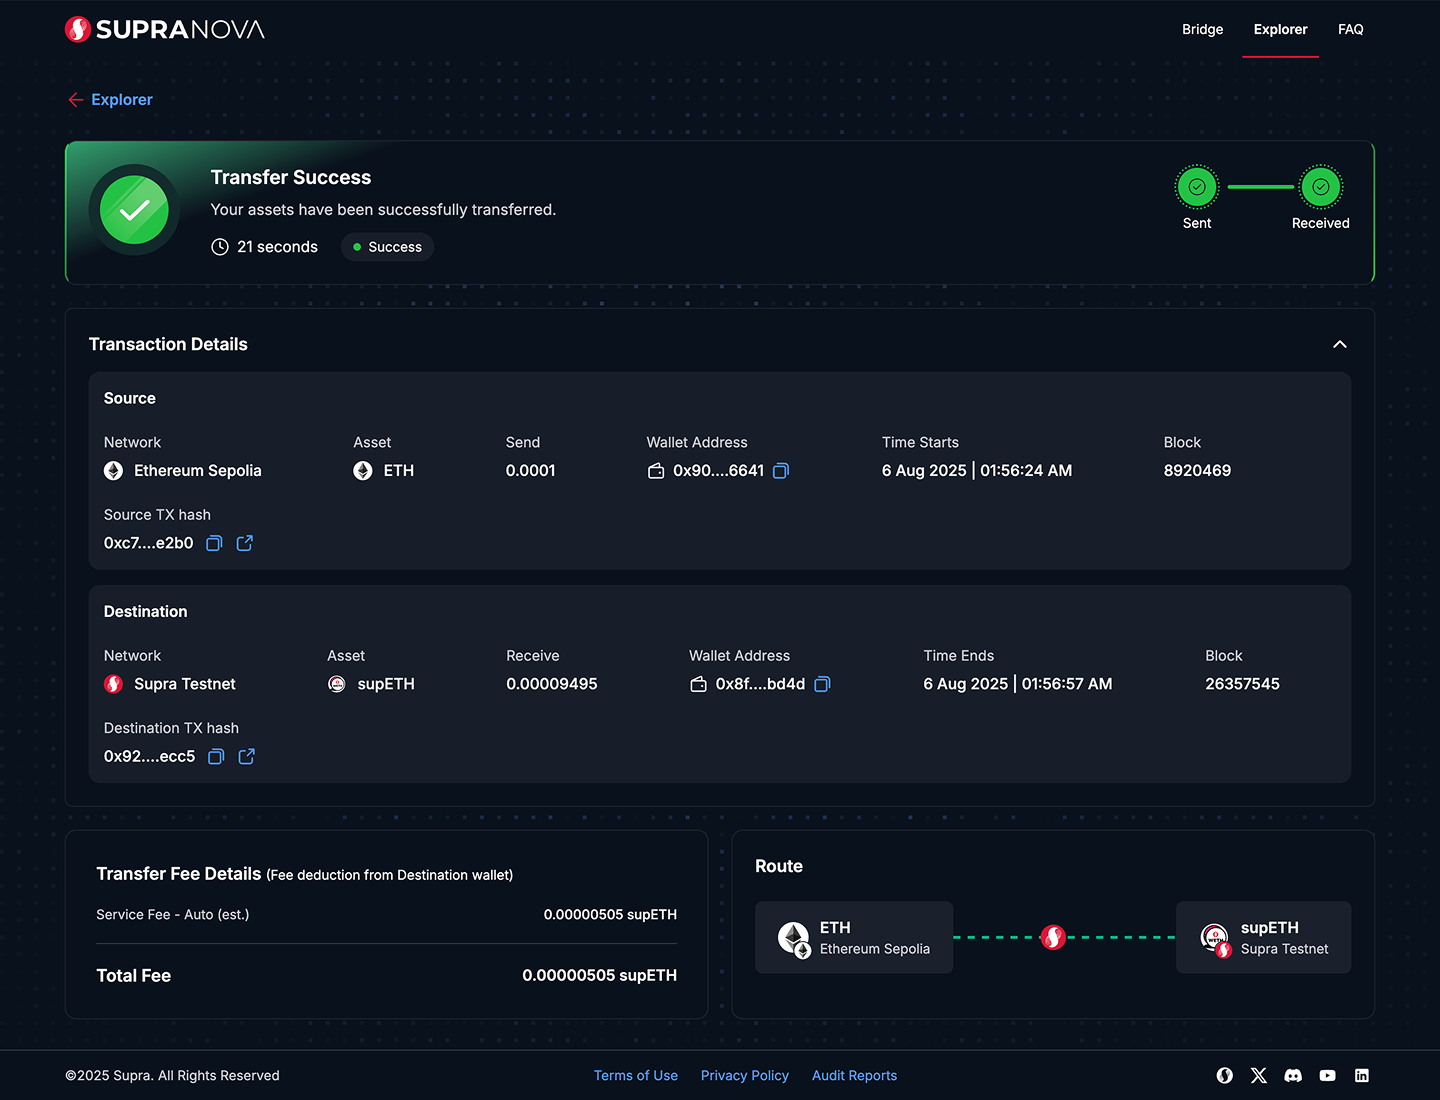 SUPRANOVA
Bridge
Explorer
FAQ
Explorer
Transfer Success
Your assets have been successfully transferred.
21 seconds
Success
Sent
Received
Transaction Details
Source
Network
Asset
Send
Wallet Address
Time Starts
Block
Ethereum Sepolia
ETH
0.0001
0x90....6641
6 Aug 2025 | 01:56:24 AM
8920469
Source TX hash
0xc7....e2b0
Destination
Network
Asset
Receive
Wallet Address
Time Ends
Block
Supra Testnet
supETH
0.00009495
0x8f....bd4d
6 Aug 2025 | 01:56:57 AM
26357545
Destination TX hash
0x92....ecc5
Transfer Fee Details (Fee deduction from Destination wallet)
Service Fee - Auto (est.)
0.00000505 supETH
Total Fee
0.00000505 supETH
Route
ETH
Ethereum Sepolia
WETH
supETH
Supra Testnet
©2025 Supra. All Rights Reserved
Terms of Use
Privacy Policy
Audit Reports